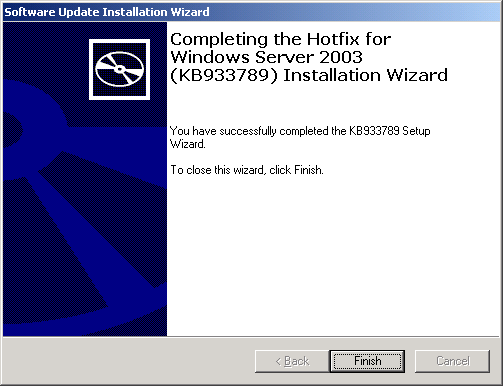 Software Update Installation Wizard
Completing the Hotfix for
Windows Server 2003
(KB933789) Installation Wizard
You have successfully completed the KB933789 Setup
Wizard.
To close this wizard, click Finish.
< Back
Finish
Cancel